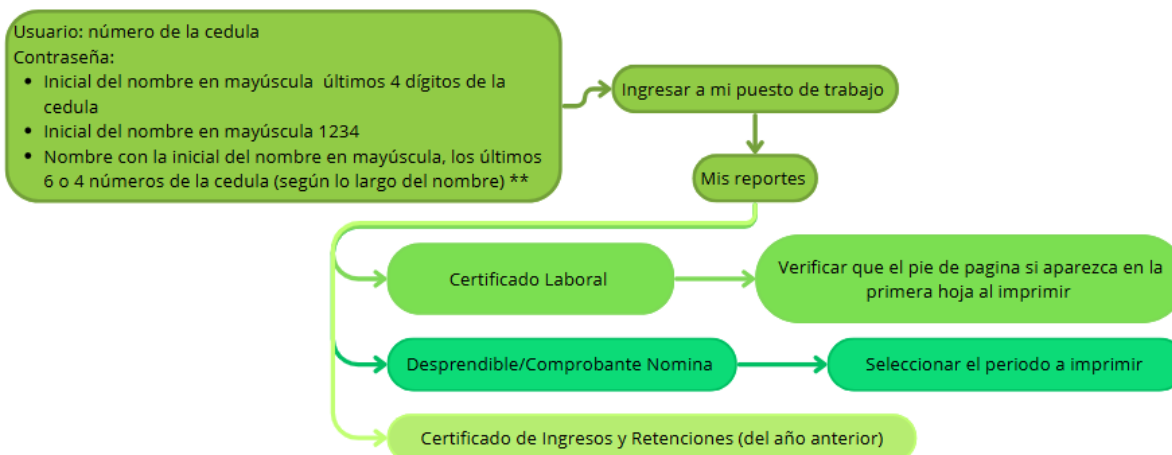 Usuario: número de la cedula
Contraseña:
• Inicial del nombre en mayúscula últimos 4 dígitos de la
cedula
• Inicial del nombre en mayúscula 1234
• Nombre con la inicial del nombre en mayúscula, los últimos
6 o 4 números de la cedula (según lo largo del nombre) **
Ingresar a mi puesto de trabajo
Mis reportes
Certificado Laboral
Verificar que el pie de pagina si aparezca en la
primera hoja al imprimir
Desprendible/Comprobante Nomina
Seleccionar el periodo a imprimir
Certificado de Ingresos y Retenciones (del año anterior)